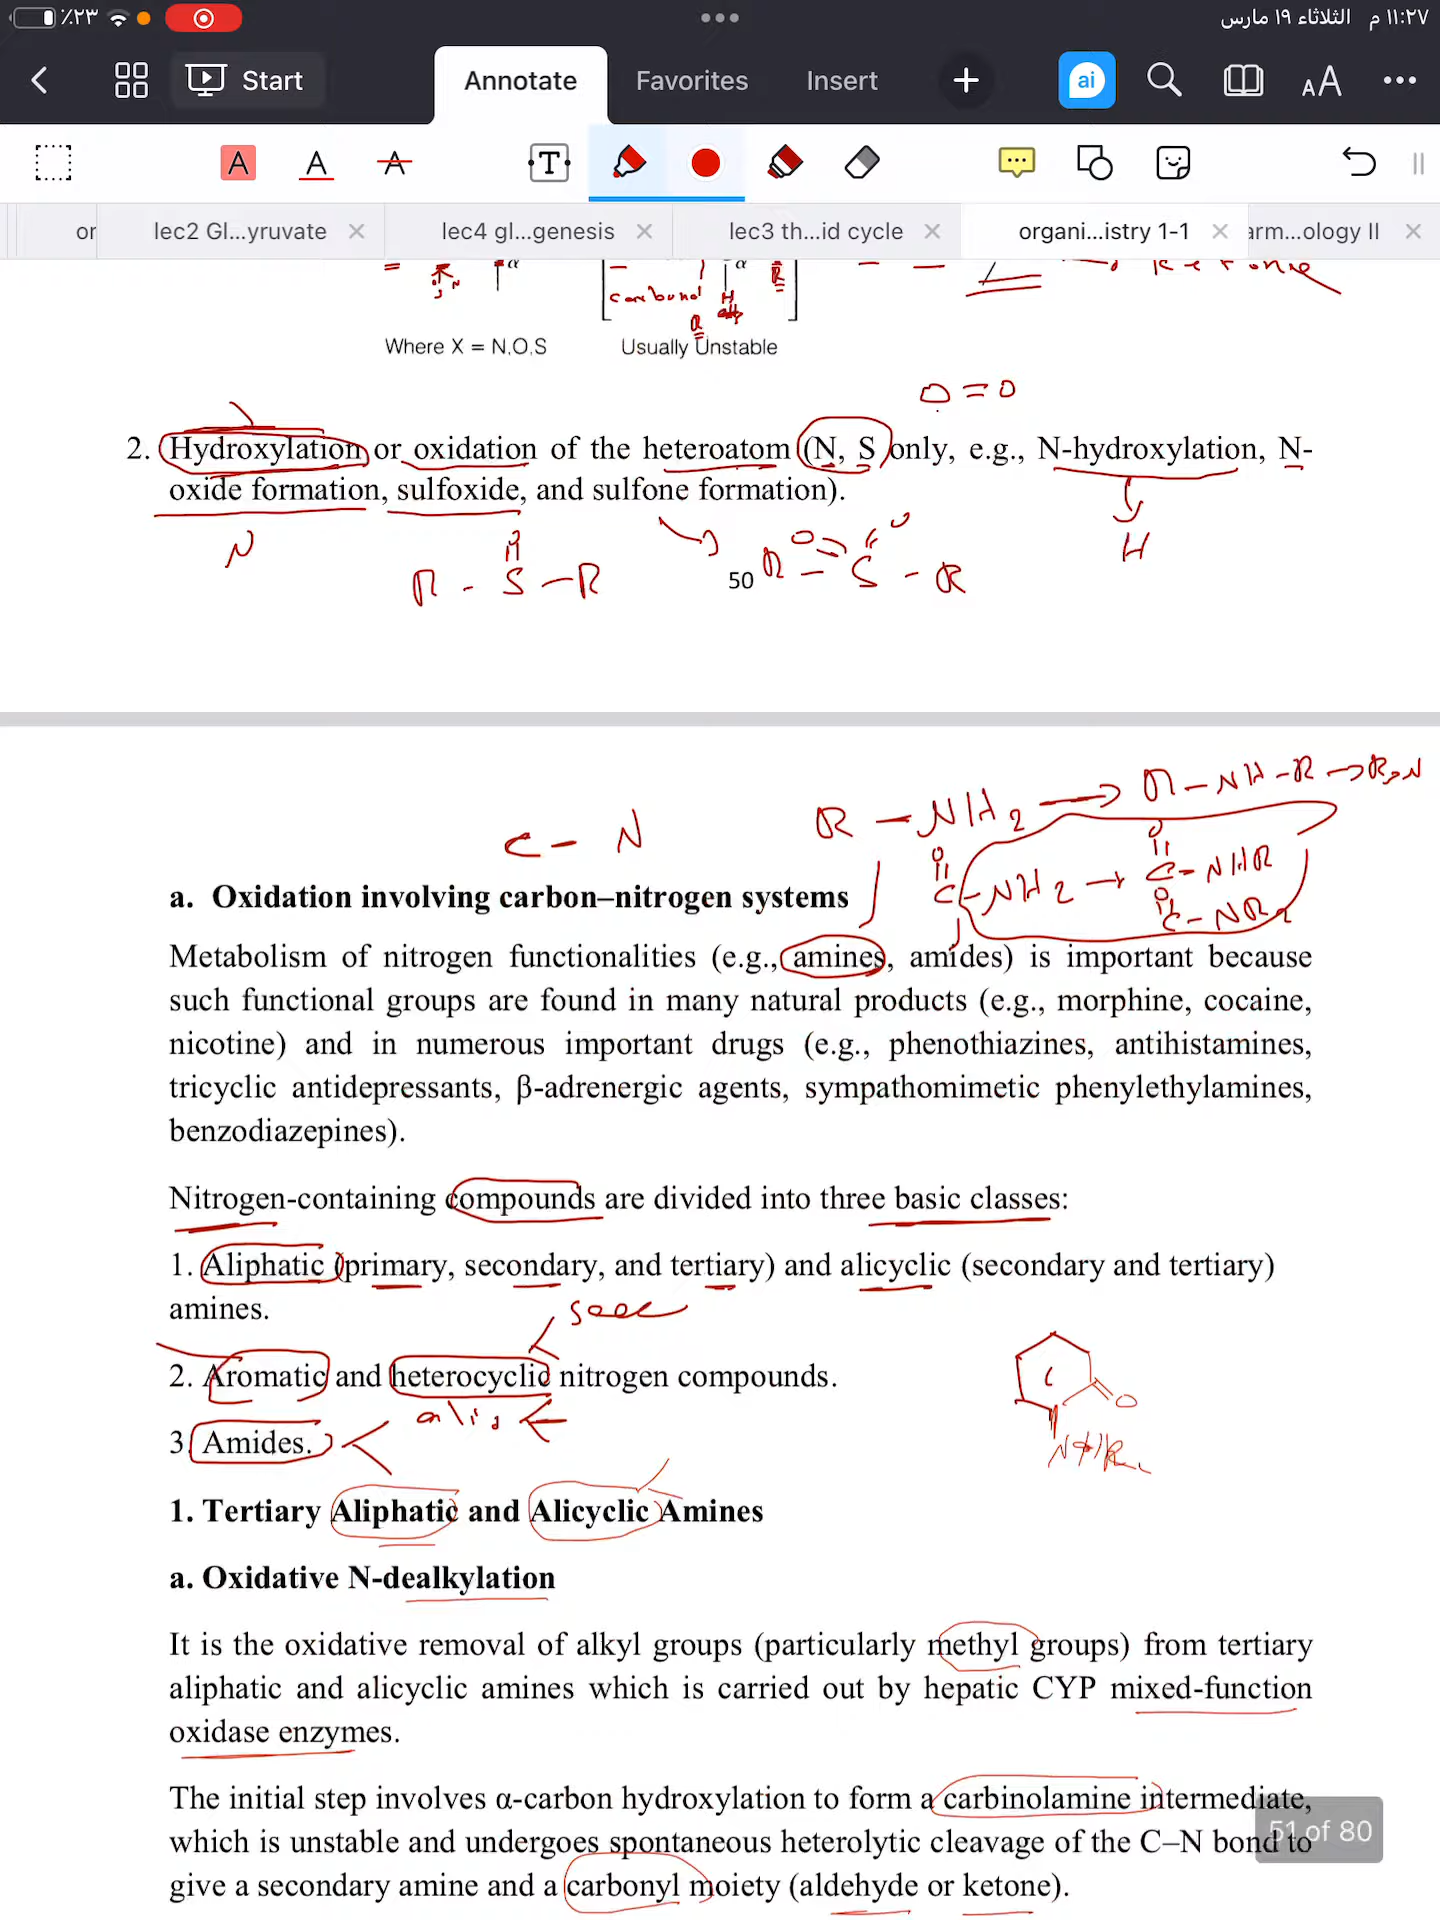 ٪٢٣
١١:٢٧ م  الثلاثاء ١٩ مارس
Start
Annotate
Favorites
Insert
ai
AA
A A A T
or
lec2 Gl...yruvate
lec4 gl...genesis
lec3 th...id cycle
organi...istry 1-1
arm...ology II
α
α
R
carbunol
H
R
Where X = N,O,S
Usually Unstable
O = O
2. Hydroxylation or oxidation of the heteroatom (N, S only, e.g., N-hydroxylation, N-
oxide formation, sulfoxide, and sulfone formation).
N
H
R - S - R
50
R - S - R
R - NH2 → R - NH - R → R3N
C - N
C - NH2 → C - NHR
C - NR2
a. Oxidation involving carbon–nitrogen systems
Metabolism of nitrogen functionalities (e.g., amines, amides) is important because
such functional groups are found in many natural products (e.g., morphine, cocaine,
nicotine) and in numerous important drugs (e.g., phenothiazines, antihistamines,
tricyclic antidepressants, β-adrenergic agents, sympathomimetic phenylethylamines,
benzodiazepines).
Nitrogen-containing compounds are divided into three basic classes:
1. Aliphatic (primary, secondary, and tertiary) and alicyclic (secondary and tertiary)
amines.
2. Aromatic and heterocyclic nitrogen compounds.
3. Amides.
O
1. Tertiary Aliphatic and Alicyclic Amines
a. Oxidative N-dealkylation
It is the oxidative removal of alkyl groups (particularly methyl groups) from tertiary
aliphatic and alicyclic amines which is carried out by hepatic CYP mixed-function
oxidase enzymes.
The initial step involves α-carbon hydroxylation to form a carbinolamine intermediate,
which is unstable and undergoes spontaneous heterolytic cleavage of the C–N bond to
give a secondary amine and a carbonyl moiety (aldehyde or ketone).
51 of 80